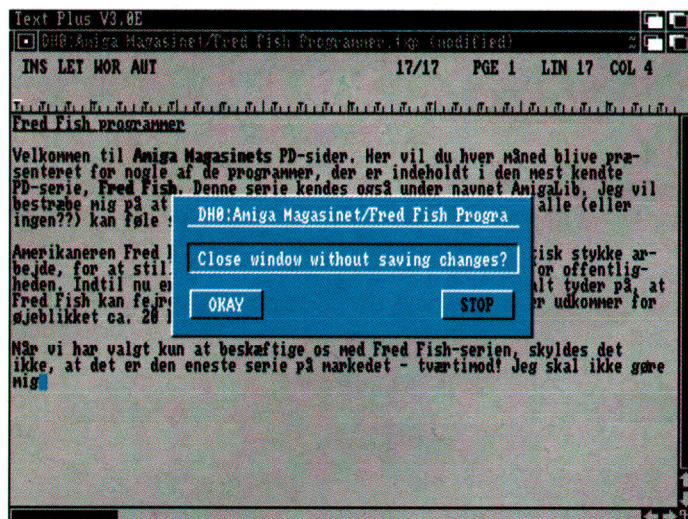 Text Plus V3.0E
DH0:Amiga Magasinet/Fred Fish Programmer.txp (modified)
INS LET WOR AUT 17/17 PGE 1 LIN 17 COL 4
Fred Fish programmer
Velkommen til Amiga Magasinets PD-sider. Her vil du hver måned blive præ-
senteret for nogle af de programmer, der er indeholdt i den mest kendte
PD-serie, Fred Fish. Denne serie kendes også under navnet AmigaLib. Jeg vil
bestræbe mig på at alle (eller
ingen??) kan føle
DH0:Amiga Magasinet/Fred Fish Progra
Close window without saving changes?
OKAY STOP
Amerikaneren Fred tisk stykke ar-
bejde, for at stil for offentlig-
heden. Indtil nu alt tyder på, at
Fred Fish kan er udkommer for
øjeblikket ca. 20
Når vi har valgt kun at beskæftige os med Fred Fish-serien, skyldes det
ikke, at det er den eneste serie på markedet - tværtimod! Jeg skal ikke gøre
mig